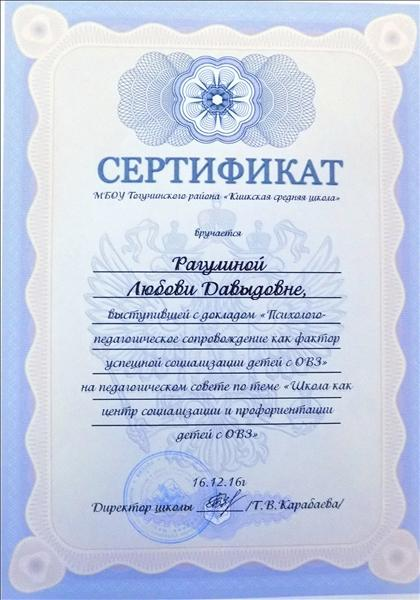 СЕРТИФИКАТ
МБОУ Тогучинского района «Киикская средняя школа»
вручается
Рагулиной
Любови Давыдовне,
выступившей с докладом «Психолого-
педагогическое сопровождение как фактор
успешной социализации детей с ОВЗ»
на педагогическом совете по теме «Школа как
центр социализации и профориентации
детей с ОВЗ»
16.12.16г
Директор школы /Т.В.Карабаева/